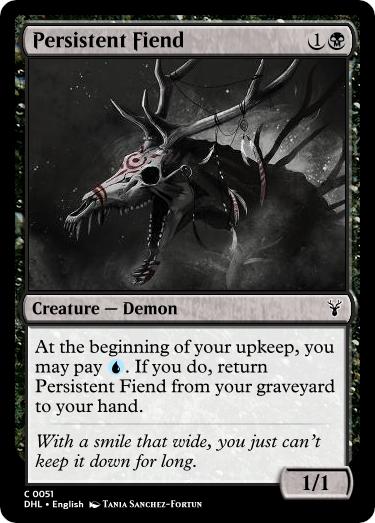 Persistent Fiend 1
Creature — Demon
At the beginning of your upkeep, you
may pay . If you do, return
Persistent Fiend from your graveyard
to your hand.
With a smile that wide, you just can't
keep it down for long.
1/1
C 0051
DHL • English Tania Sanchez-Fortun